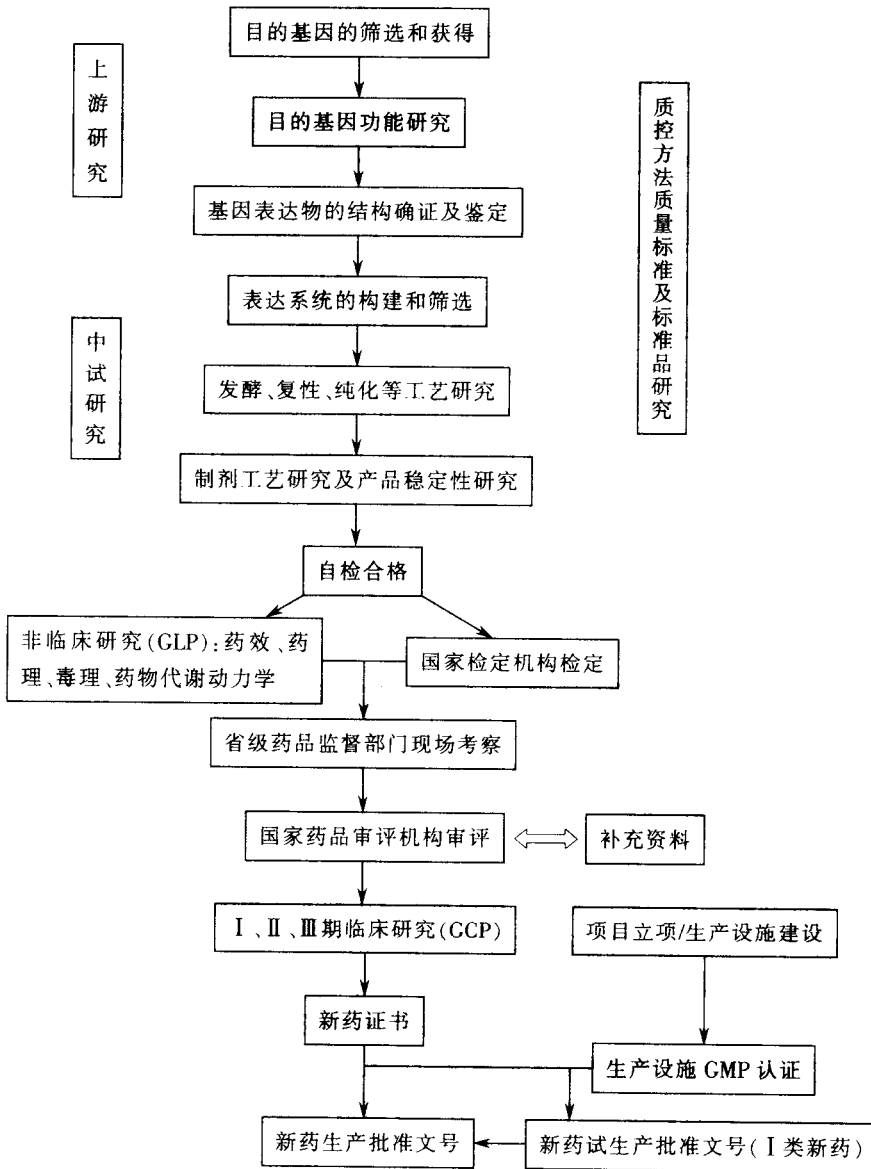 目的基因的筛选和获得
上游研究
目的基因功能研究
质控方法质量标准及标准品研究
基因表达物的结构确证及鉴定
表达系统的构建和筛选
中试研究
发酵、复性、纯化等工艺研究
制剂工艺研究及产品稳定性研究
自检合格
非临床研究(GLP):药效、药
理、毒理、药物代谢动力学
国家检定机构检定
省级药品监督部门现场考察
国家药品审评机构审评
补充资料
Ⅰ、Ⅱ、Ⅲ期临床研究(GCP)
项目立项/生产设施建设
新药证书
生产设施 GMP 认证
新药生产批准文号
新药试生产批准文号(Ⅰ类新药)